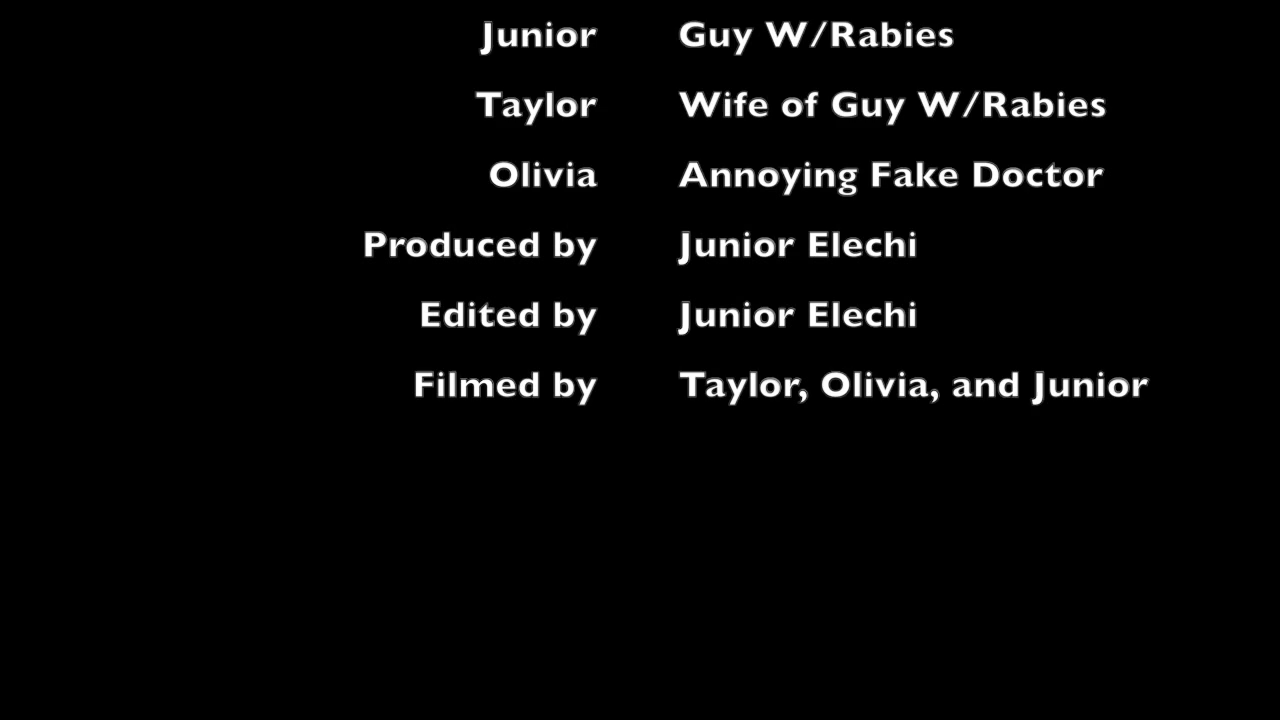 Junior Guy W/Rabies
Taylor Wife of Guy W/Rabies
Olivia Annoying Fake Doctor
Produced by Junior Elechi
Edited by Junior Elechi
Filmed by Taylor, Olivia, and Junior